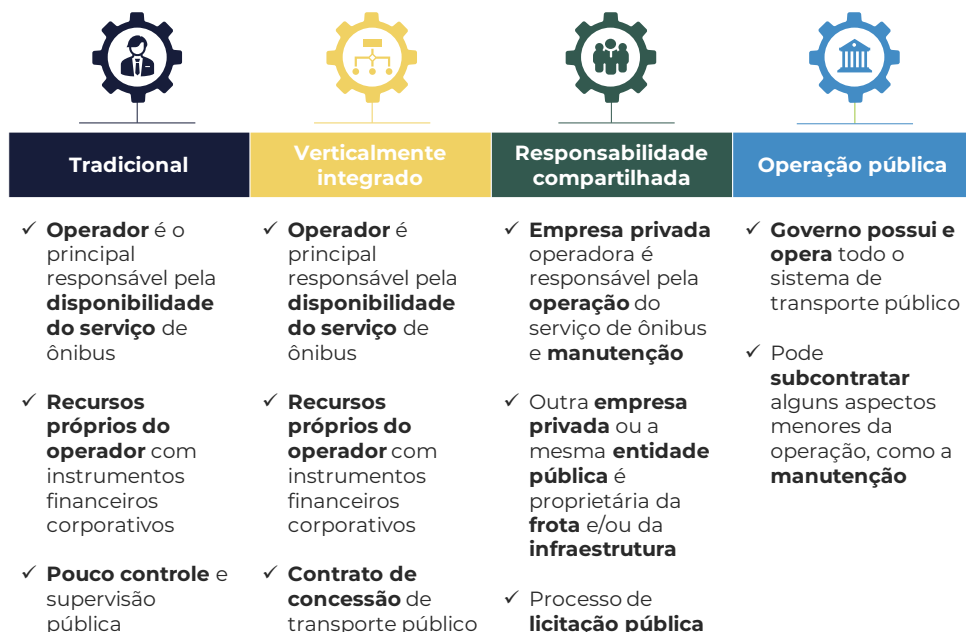 Tradicional
✓ Operador é o
principal
responsável pela
disponibilidade
do serviço de
ônibus
✓ Recursos
próprios do
operador com
instrumentos
financeiros
corporativos
✓ Pouco controle e
supervisão
pública
Verticalmente
integrado
✓ Operador é
principal
responsável pela
disponibilidade
do serviço de
ônibus
✓ Recursos
próprios do
operador com
instrumentos
financeiros
corporativos
✓ Contrato de
concessão de
transporte público
Responsabilidade
compartilhada
✓ Empresa privada
operadora é
responsável pela
operação do
serviço de ônibus
e manutenção
✓ Outra empresa
privada ou a
mesma entidade
pública é
proprietária da
frota e/ou da
infraestrutura
✓ Processo de
licitação pública
Operação pública
✓ Governo possui e
opera todo o
sistema de
transporte público
✓ Pode
subcontratar
alguns aspectos
menores da
operação, como a
manutenção